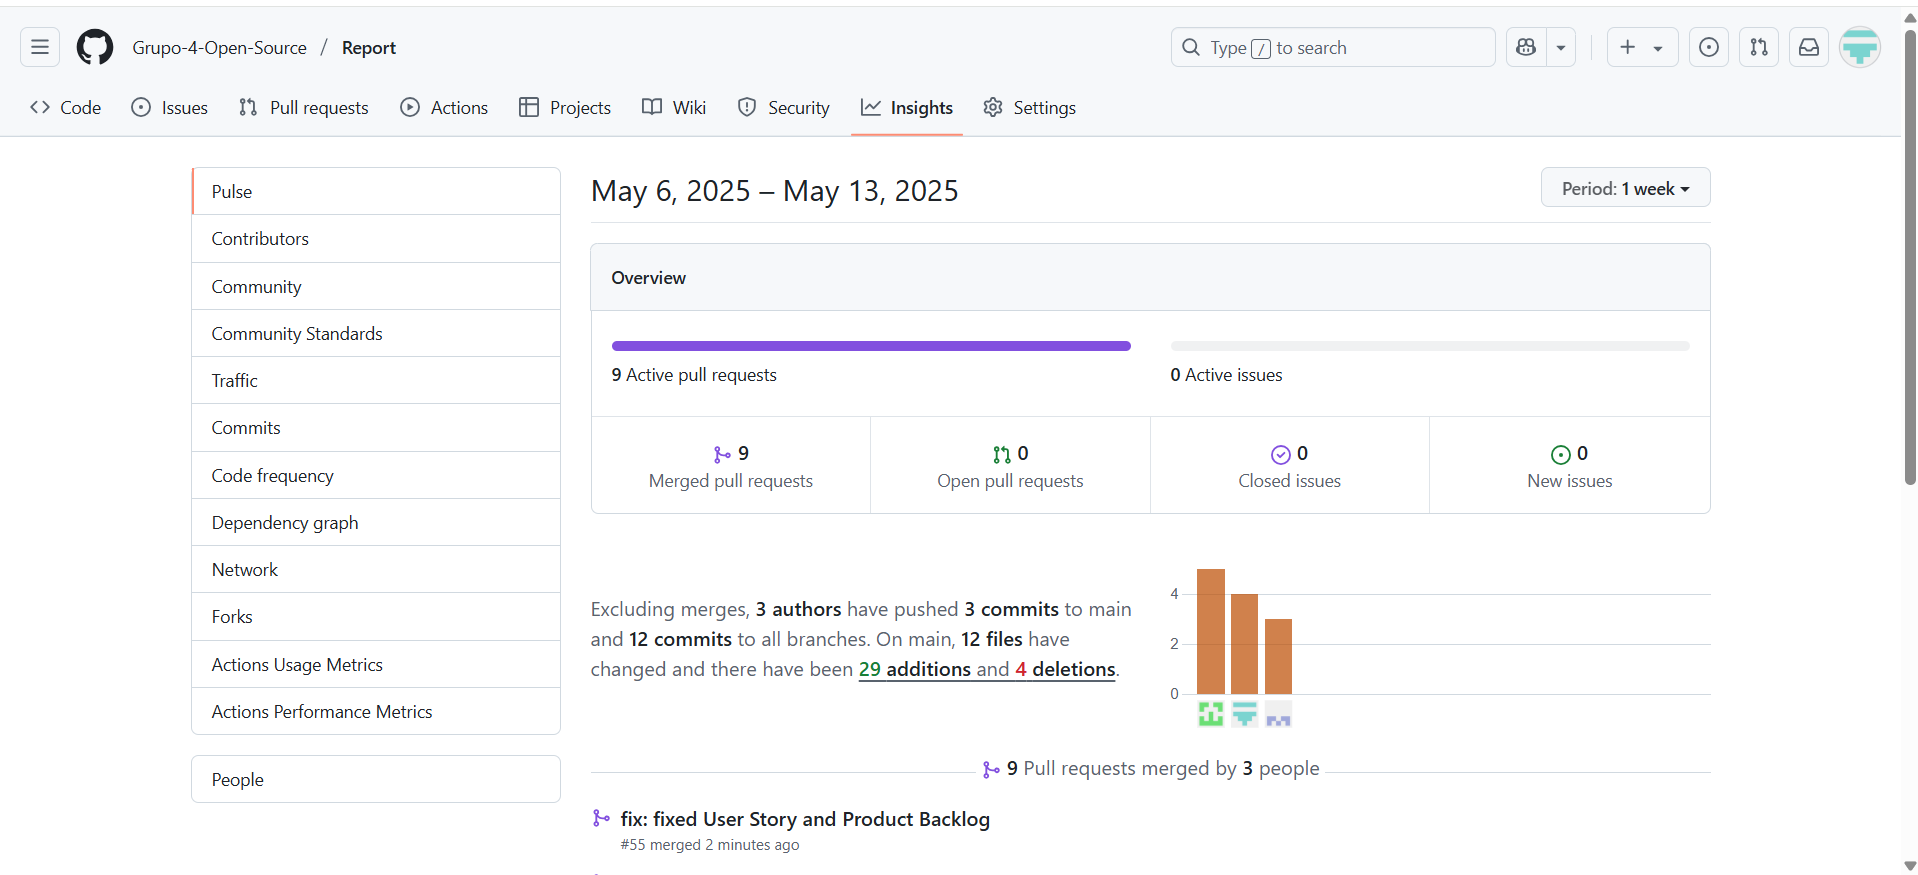 Grupo-4-Open-Source / Report
Type / to search
Code
Issues
Pull requests
Actions
Projects
Wiki
Security
Insights
Settings
Pulse
Contributors
Community
Community Standards
Traffic
Commits
Code frequency
Dependency graph
Network
Forks
Actions Usage Metrics
Actions Performance Metrics
People
May 6, 2025 – May 13, 2025
Period: 1 week
Overview
9 Active pull requests
0 Active issues
9
Merged pull requests
0
Open pull requests
0
Closed issues
0
New issues
Excluding merges, 3 authors have pushed 3 commits to main
and 12 commits to all branches. On main, 12 files have
changed and there have been 29 additions and 4 deletions.
4
2
0
9 Pull requests merged by 3 people
fix: fixed User Story and Product Backlog
#55 merged 2 minutes ago